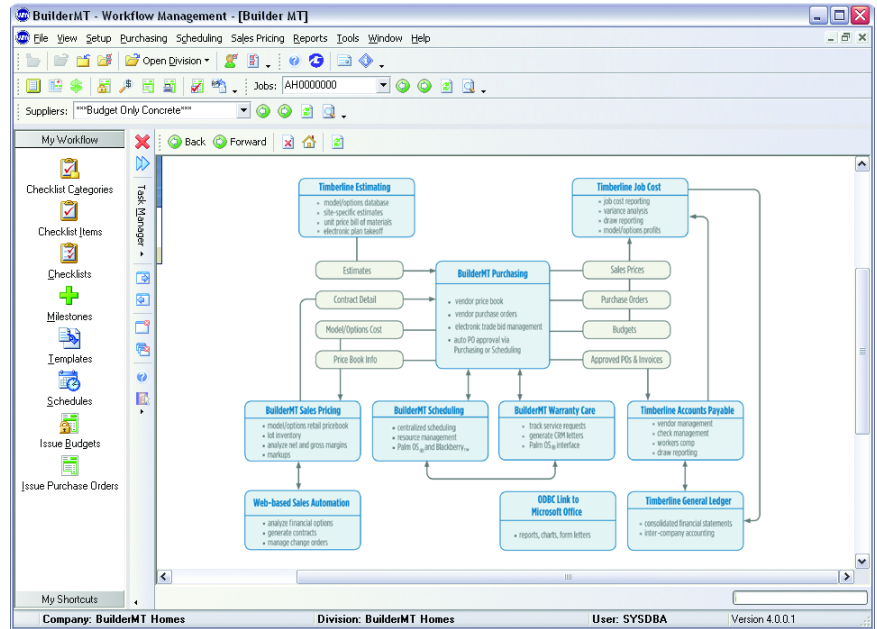 BuilderMT - Workflow Management - [Builder MT]
File View Setup Purchasing Scheduling Sales Pricing Reports Tools Window Help
Open Division
Jobs: AH0000000
Suppliers: ***Budget Only Concrete***
My Workflow
Back Forward
Checklist Categories
Checklist Items
Checklists
Milestones
Templates
Schedules
Issue Budgets
Issue Purchase Orders
My Shortcuts
Task Manager
Timberline Estimating
• model/options database
• site-specific estimates
• unit price bill of materials
• electronic plan takeoff
Timberline Job Cost
• job cost reporting
• variance analysis
• draw reporting
• model/options profits
Estimates
Contract Detail
Model/Options Cost
Price Book Info
BuilderMT Purchasing
• vendor price book
• vendor purchase orders
• electronic trade bid management
• auto PO approval via
Purchasing or Scheduling
Sales Prices
Purchase Orders
Budgets
Approved POs & Invoices
BuilderMT Sales Pricing
• model/options retail pricebook
• lot inventory
• analyze net and gross margins
• markups
BuilderMT Scheduling
• centralized scheduling
• resource management
• Palm OS® and Blackberry™
BuilderMT Warranty Care
• track service requests
• generate CRM letters
• Palm OS® interface
Timberline Accounts Payable
• vendor management
• check management
• workers comp
• draw reporting
Web-based Sales Automation
• analyze financial options
• generate contracts
• manage change orders
ODBC Link to
Microsoft Office
• reports, charts, form letters
Timberline General Ledger
• consolidated financial statements
• inter-company accounting
Company: BuilderMT Homes Division: BuilderMT Homes User: SYSDBA Version 4.0.0.1